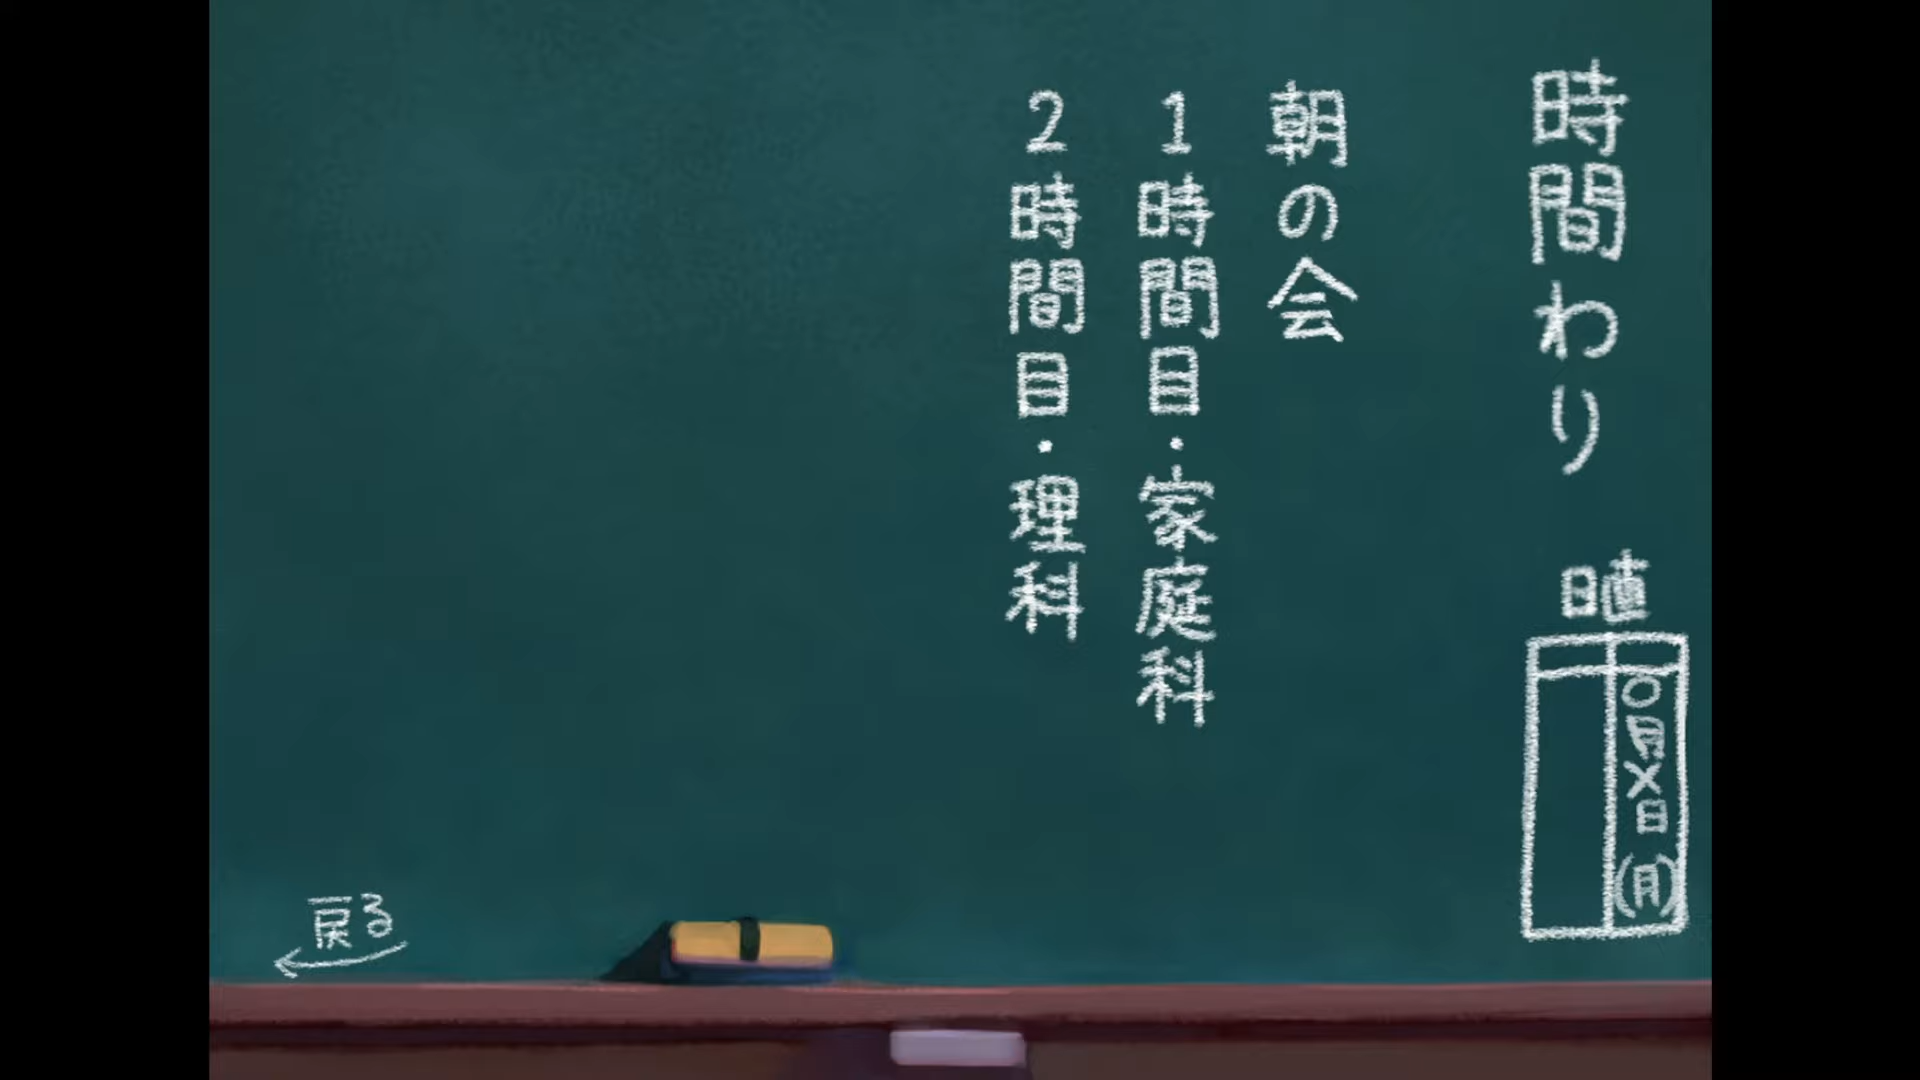 時間わり
日直
○月×日(月)
朝の会
1時間目・家庭科
2時間目・理科
戻る